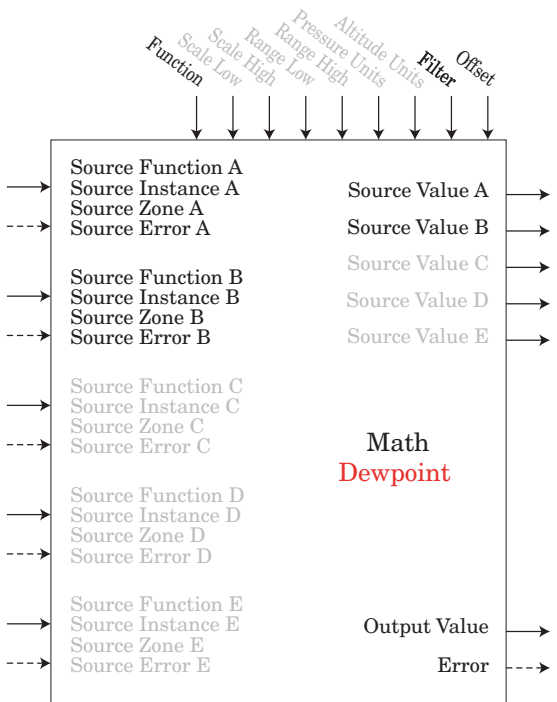 Function
Scale Low
Scale High
Range Low
Range High
Pressure Units
Altitude Units
Filter
Offset
Source Function A
Source Instance A
Source Zone A
Source Error A
Source Function B
Source Instance B
Source Zone B
Source Error B
Source Function C
Source Instance C
Source Zone C
Source Error C
Source Function D
Source Instance D
Source Zone D
Source Error D
Source Function E
Source Instance E
Source Zone E
Source Error E
Source Value A
Source Value B
Source Value C
Source Value D
Source Value E
Math
Dewpoint
Output Value
Error